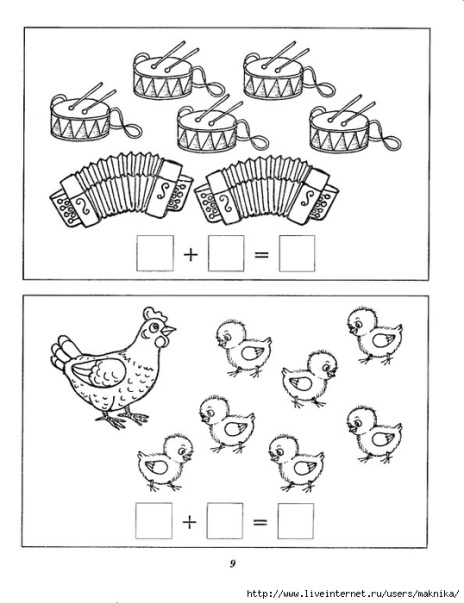 + =
+ =
9
http://www.liveinternet.ru/users/maknika/